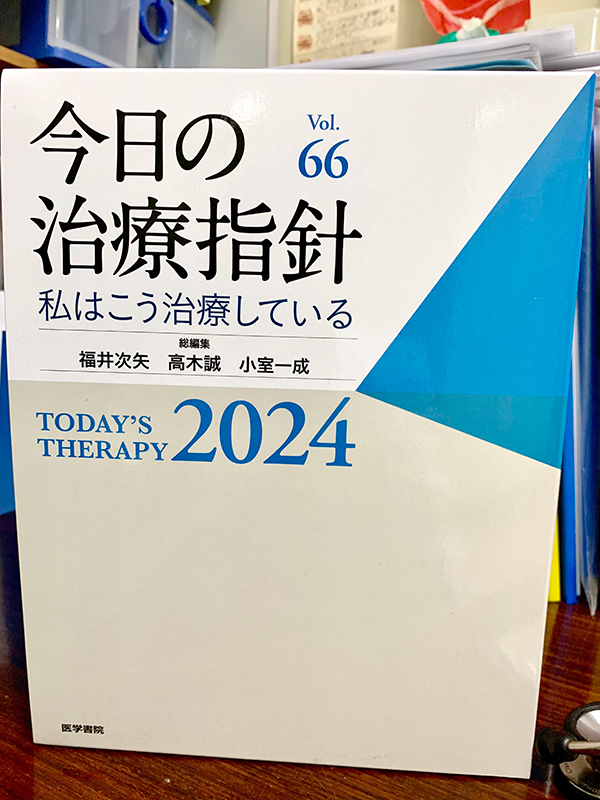 今日の
Vol.
66
治療指針
私はこう治療している
総編集
福井次矢 高木誠 小室一成
TODAY'S
THERAPY 2024
医学書院